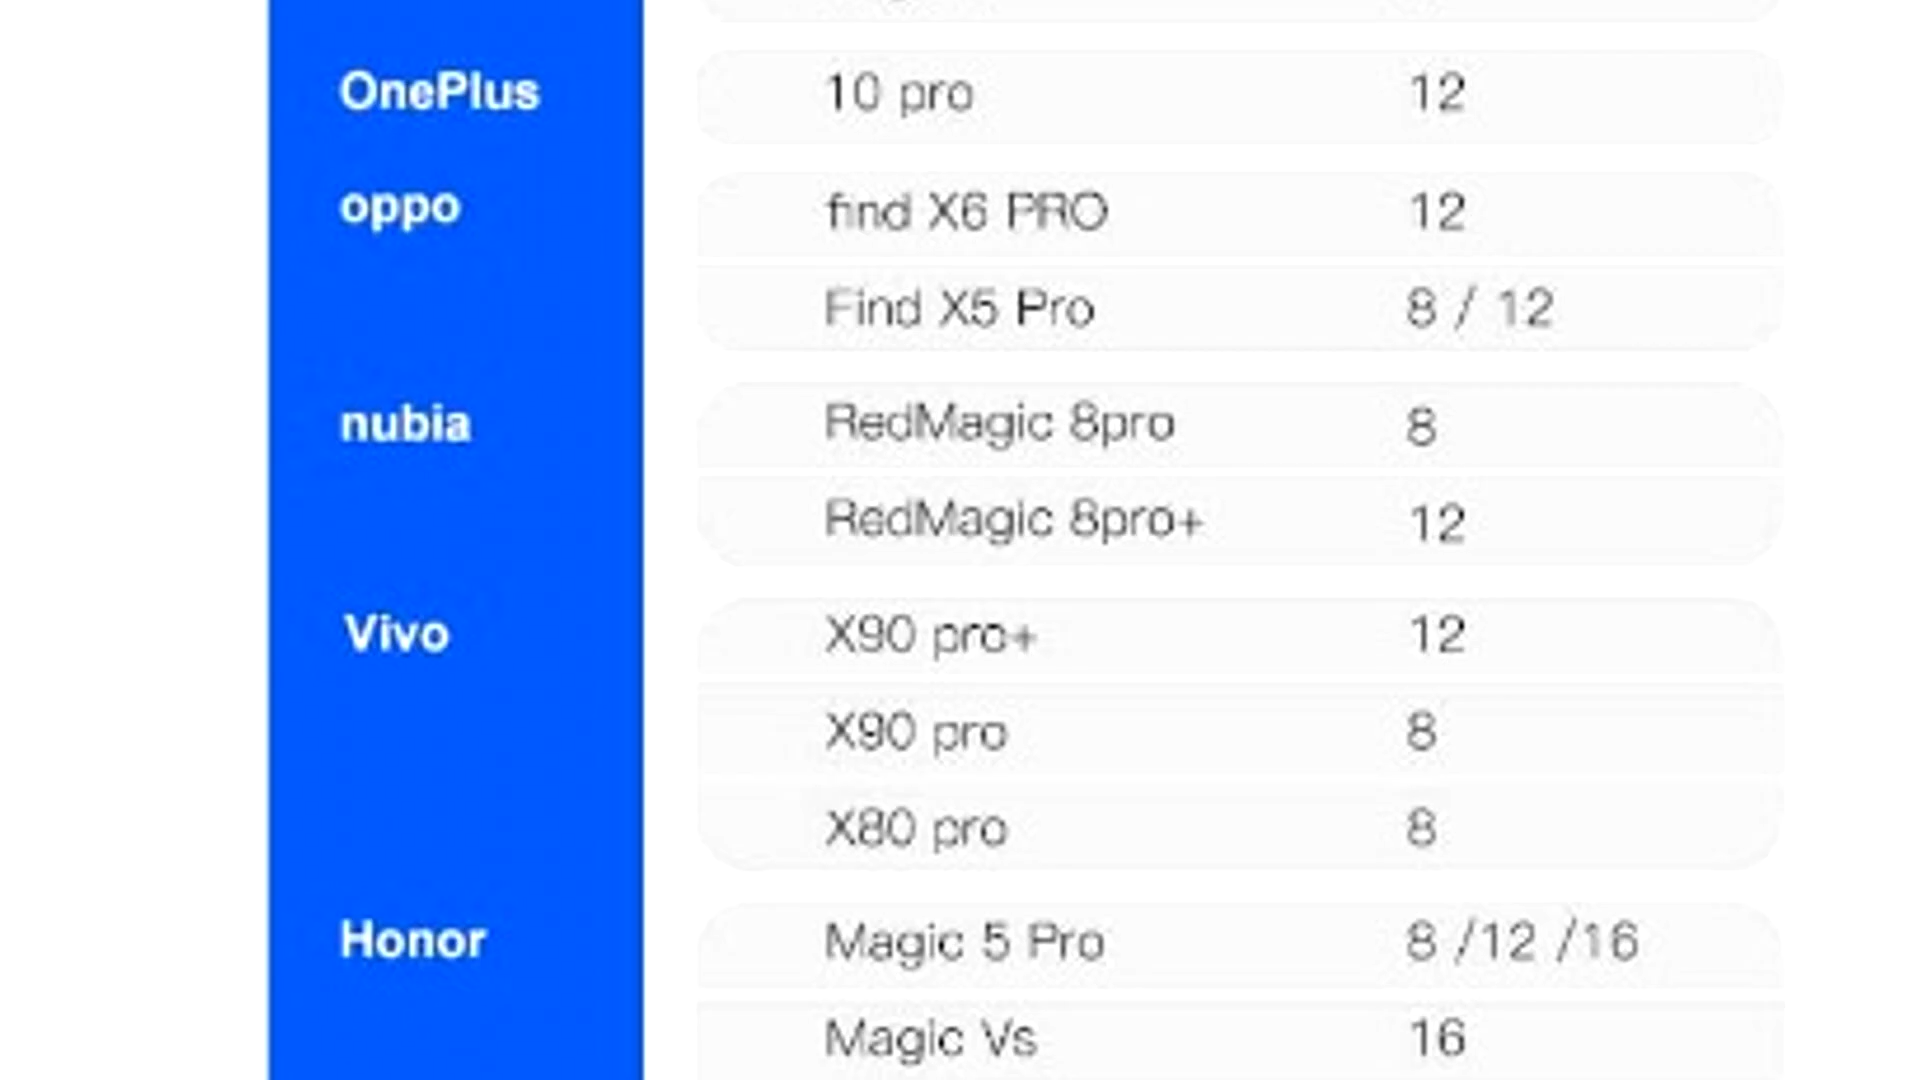 OnePlus 10 pro 12
oppo find X6 PRO 12
Find X5 Pro 8 / 12
nubia RedMagic 8pro 8
RedMagic 8pro+ 12
Vivo X90 pro+ 12
X90 pro 8
X80 pro 8
Honor Magic 5 Pro 8 /12 /16
Magic Vs 16